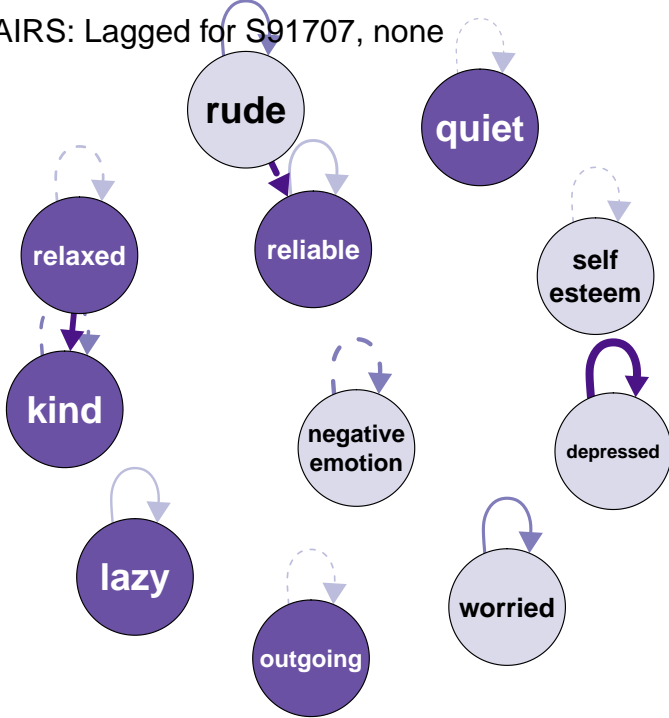 AIRS: Lagged for S91707, none
rude
quiet
relaxed
reliable
self
esteem
kind
negative
emotion
depressed
lazy
worried
outgoing